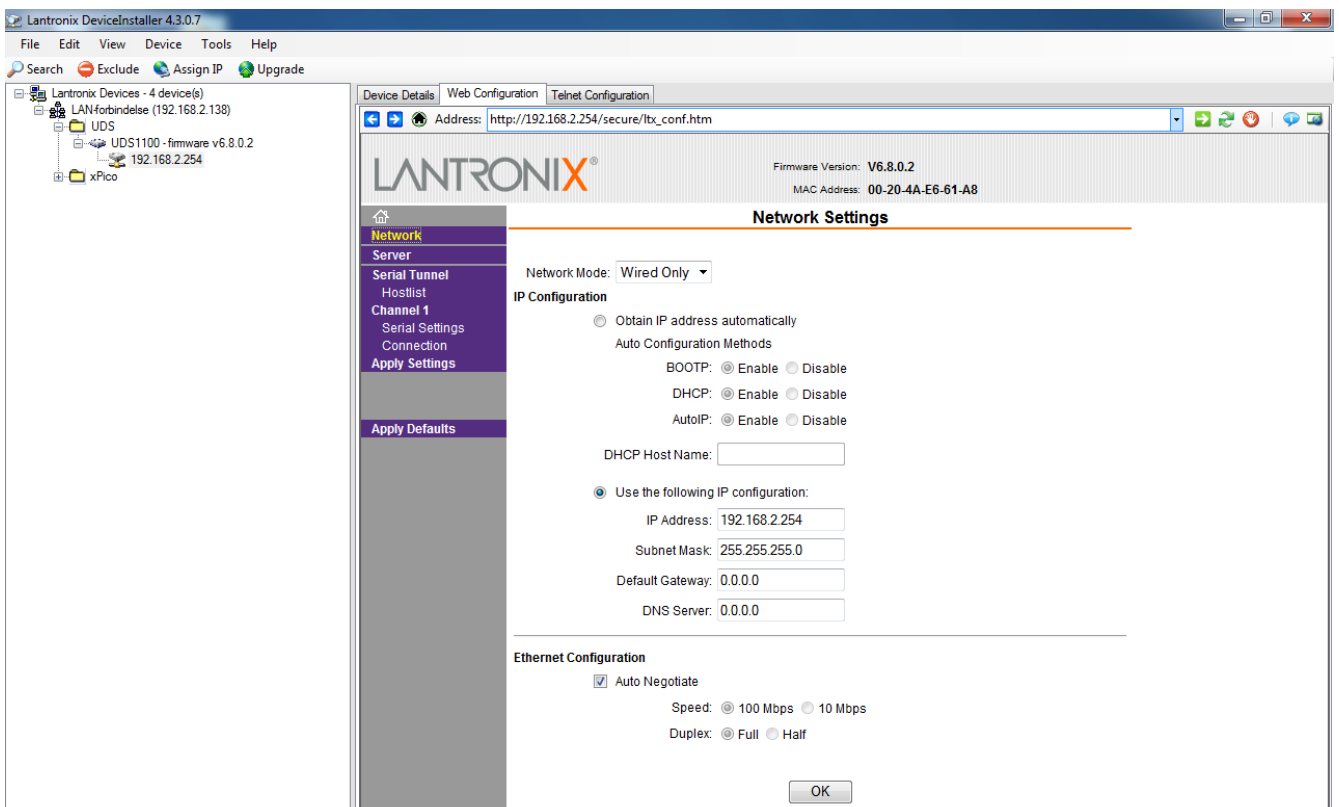 Lantronix DeviceInstaller 4.3.0.7
File Edit View Device Tools Help
Search Exclude Assign IP Upgrade
Lantronix Devices - 4 device(s)
LAN-forbindelse (192.168.2.138)
UDS
UDS1100 - firmware v6.8.0.2
192.168.2.254
xPico
Device Details Web Configuration Telnet Configuration
Address: http://192.168.2.254/secure/ltx_conf.htm
LANTRONIX®
Firmware Version: V6.8.0.2
MAC Address: 00-20-4A-E6-61-A8
Network
Server
Serial Tunnel
Hostlist
Channel 1
Serial Settings
Connection
Apply Settings
Apply Defaults
Network Settings
Network Mode: Wired Only
IP Configuration
Obtain IP address automatically
Auto Configuration Methods
BOOTP: Enable Disable
DHCP: Enable Disable
AutoIP: Enable Disable
DHCP Host Name:
Use the following IP configuration:
IP Address: 192.168.2.254
Subnet Mask: 255.255.255.0
Default Gateway: 0.0.0.0
DNS Server: 0.0.0.0
Ethernet Configuration
Auto Negotiate
Speed: 100 Mbps 10 Mbps
Duplex: Full Half
OK